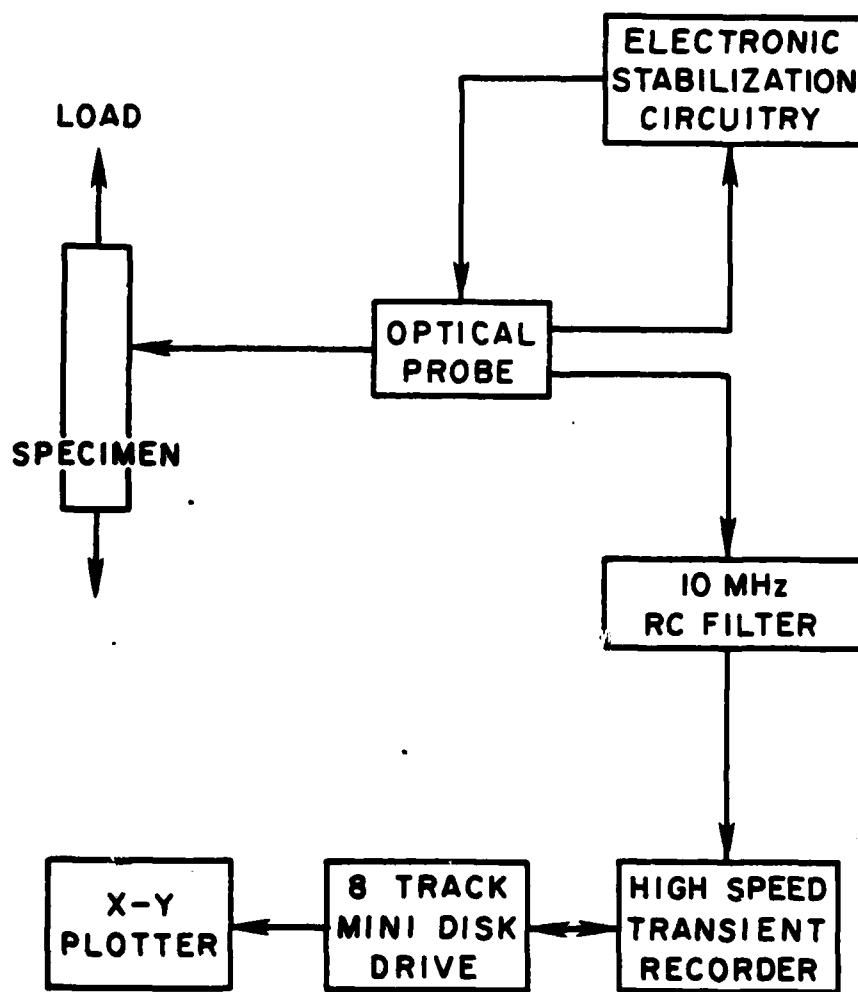 ELECTRONIC
STABILIZATION
CIRCUITRY
LOAD
OPTICAL
PROBE
SPECIMEN
10 MHz
RC FILTER
X-Y
PLOTTER
8 TRACK
MINI DISK
DRIVE
HIGH SPEED
TRANSIENT
RECORDER